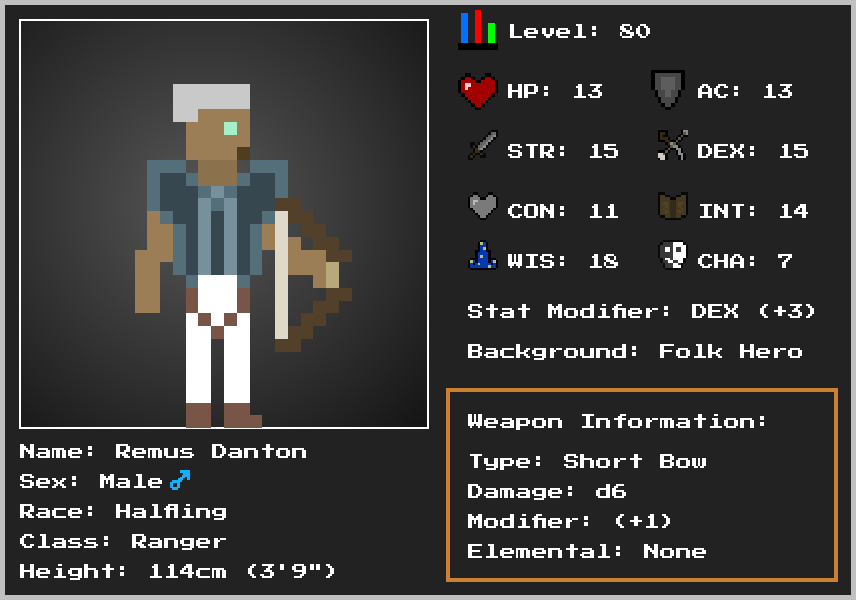 Level: 80
HP: 13 AC: 13
STR: 15 DEX: 15
CON: 11 INT: 14
WIS: 18 CHA: 7
Stat Modifier: DEX (+3)
Background: Folk Hero
Weapon Information:
Type: Short Bow
Damage: d6
Modifier: (+1)
Elemental: None
Name: Remus Danton
Sex: Male ♂
Race: Halfling
Class: Ranger
Height: 114cm (3'9")